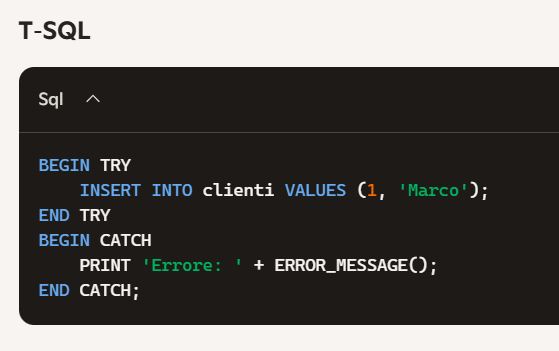 T-SQL
Sql
BEGIN TRY
    INSERT INTO clienti VALUES (1, 'Marco');
END TRY
BEGIN CATCH
    PRINT 'Errore: ' + ERROR_MESSAGE();
END CATCH;